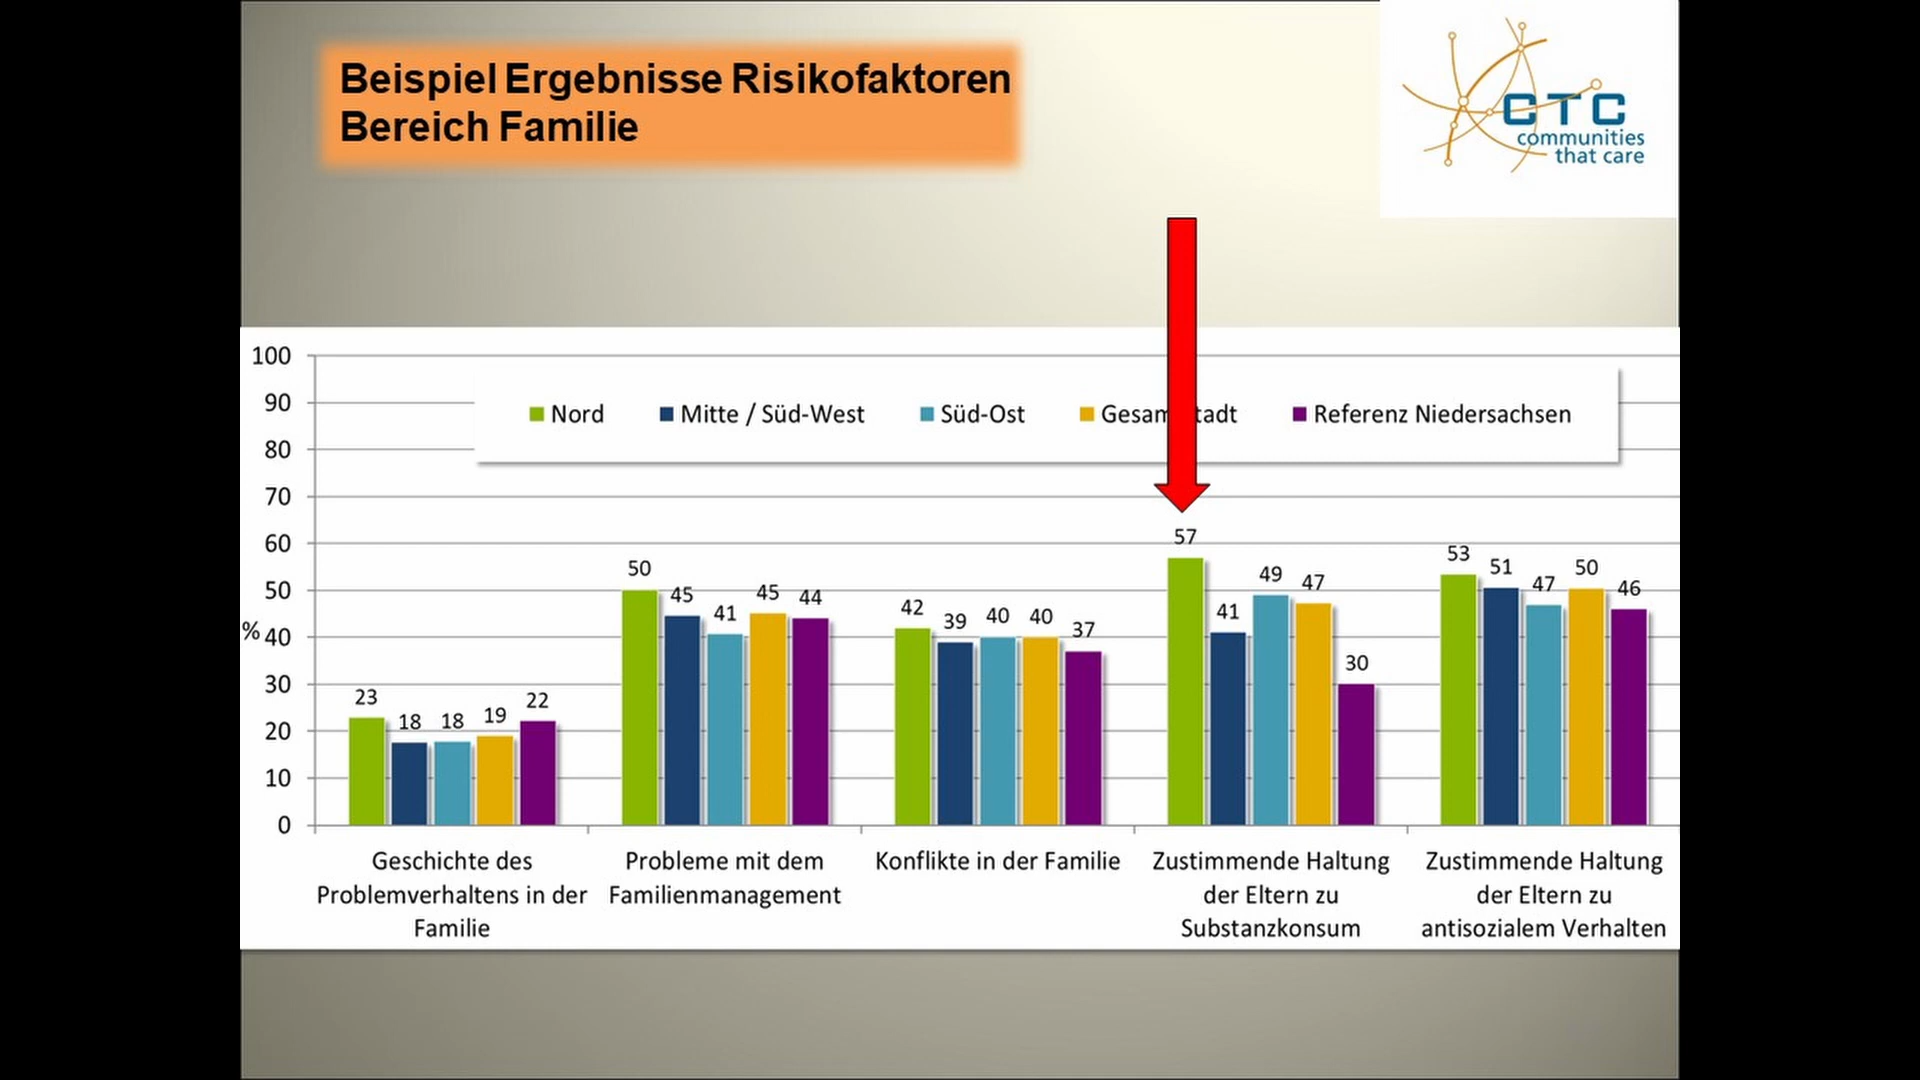 Beispiel Ergebnisse Risikofaktoren
Bereich Familie
CTC
communities
that care
100
90
80
70
60
50
40
30
20
10
0
%
Nord
Mitte / Süd-West
Süd-Ost
Referenz Niedersachsen
23
18
18
19
22
50
45
41
45
44
42
39
40
40
37
57
41
49
47
30
53
51
47
50
46
Geschichte des
Problemverhaltens in der
Familie
Probleme mit dem
Familienmanagement
Konflikte in der Familie
Zustimmende Haltung
der Eltern zu
Substanzkonsum
Zustimmende Haltung
der Eltern zu
antisozialem Verhalten